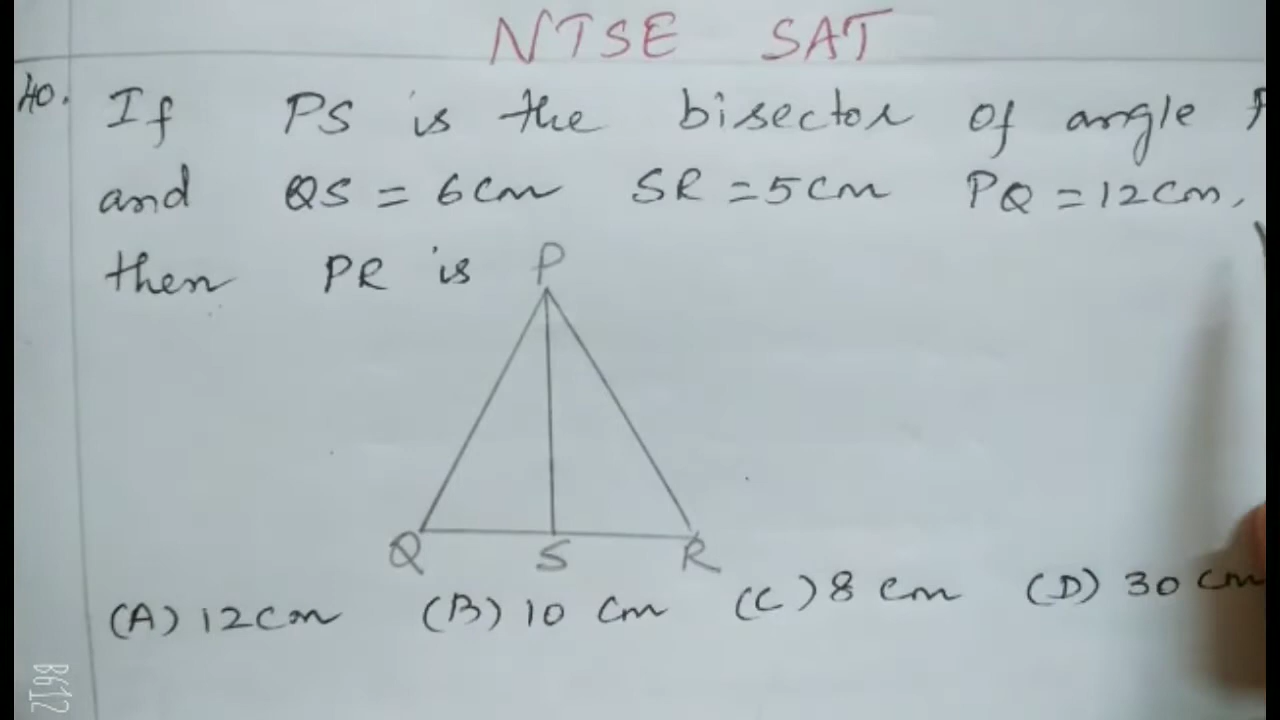 NTSE SAT
40. If PS is the bisector of angle P
and QS = 6cm SR = 5cm PQ = 12cm,
then PR is
P
Q S R
(A) 12cm (B) 10 cm (C) 8 cm (D) 30 cm
B612